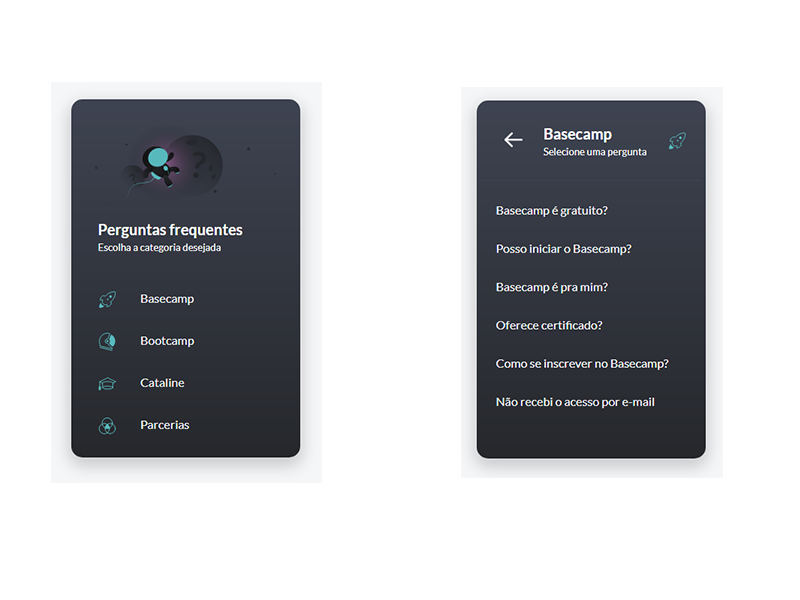 Perguntas frequentes
Escolha a categoria desejada
Basecamp
Bootcamp
Cataline
Parcerias
Basecamp
Selecione uma pergunta
Basecamp é gratuito?
Posso iniciar o Basecamp?
Basecamp é pra mim?
Oferece certificado?
Como se inscrever no Basecamp?
Não recebi o acesso por e-mail